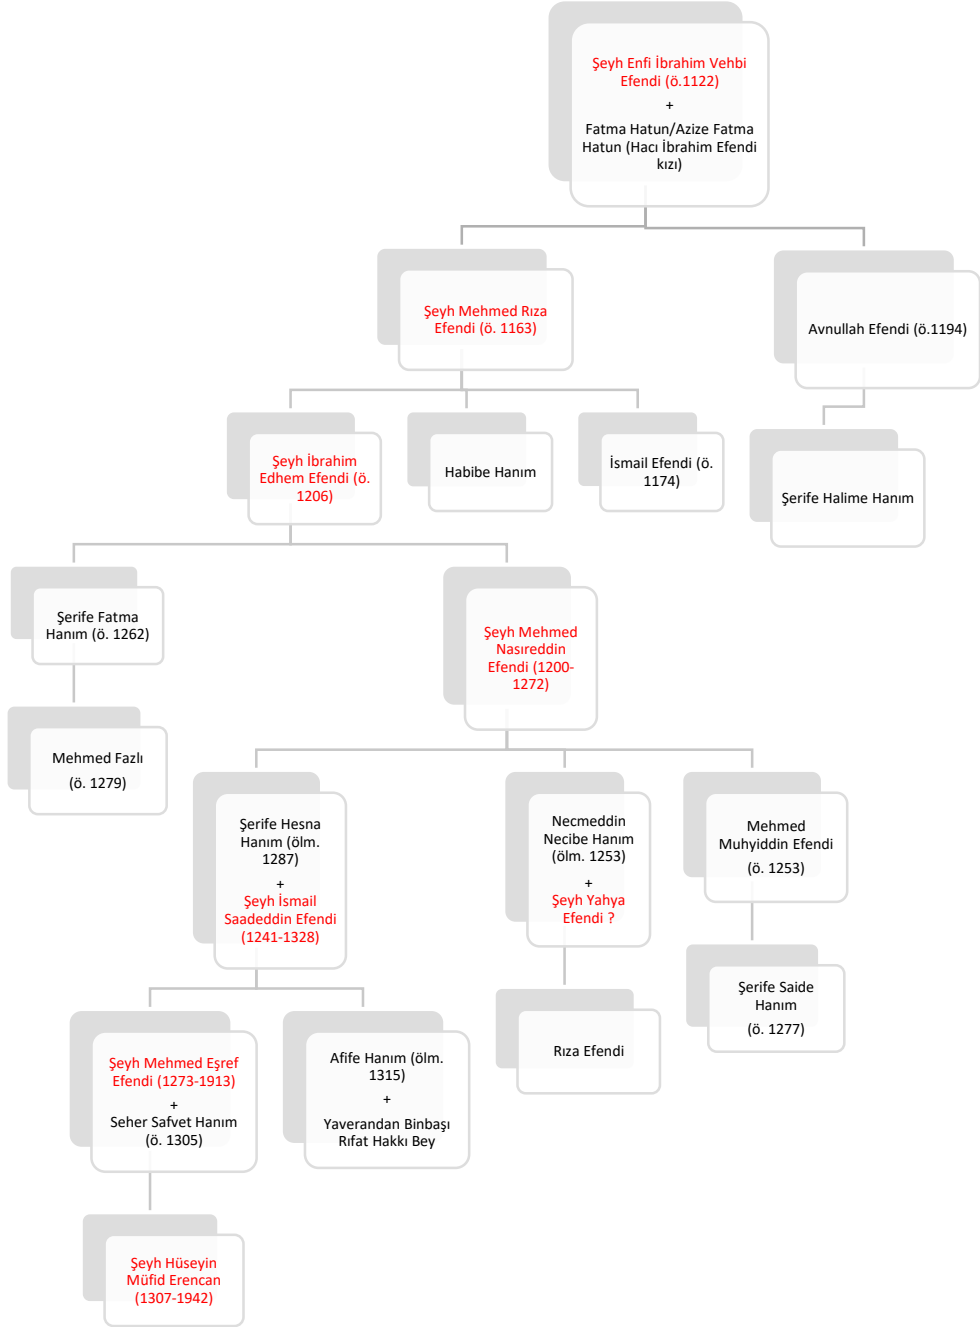 Şeyh Enfi İbrahim Vehbi
Efendi (ö.1122)
+
Fatma Hatun/Azize Fatma
Hatun (Hacı İbrahim Efendi
kızı)
Şeyh Mehmed Rıza
Efendi (ö. 1163)
Avnullah Efendi (ö.1194)
Şeyh İbrahim
Edhem Efendi (ö.
1206)
Habibe Hanım
İsmail Efendi (ö.
1174)
Şerife Halime Hanım
Şerife Fatma
Hanım (ö. 1262)
Şeyh Mehmed
Nasıreddin
Efendi (1200-
1272)
Mehmed Fazlı
(ö. 1279)
Şerife Hesna
Hanım (ölm.
1287)
+
Şeyh İsmail
Saadeddin Efendi
(1241-1328)
Necmeddin
Necibe Hanım
(ölm. 1253)
+
Şeyh Yahya
Efendi ?
Mehmed
Muhyiddin Efendi
(ö. 1253)
Şeyh Mehmed Eşref
Efendi (1273-1913)
+
Seher Safvet Hanım
(ö. 1305)
Afife Hanım (ölm.
1315)
+
Yaverandan Binbaşı
Rıfat Hakkı Bey
Rıza Efendi
Şerife Saide
Hanım
(ö. 1277)
Şeyh Hüseyin
Müfid Erencan
(1307-1942)